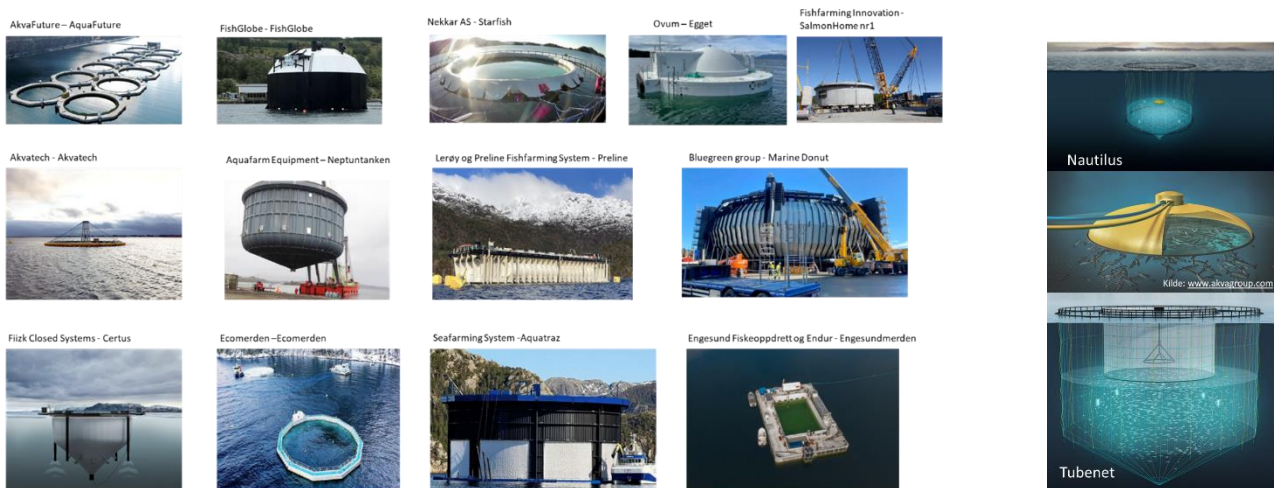 AkvaFuture – AquaFuture
FishGlobe - FishGlobe
Nekkar AS - Starfish
Ovum – Egget
Fishfarming Innovation -
SalmonHome nr1
Akvatech - Akvatech
Aquafarm Equipment – Neptuntanken
Lerøy og Preline Fishfarming System - Preline
Bluegreen group - Marine Donut
Fiizk Closed Systems - Certus
Ecomerden –Ecomerden
Seafarming System -Aquatraz
Engesund Fiskeoppdrett og Endur - Engesundmerden
Nautilus
Kilde: www.akvagroup.com
Tubenet